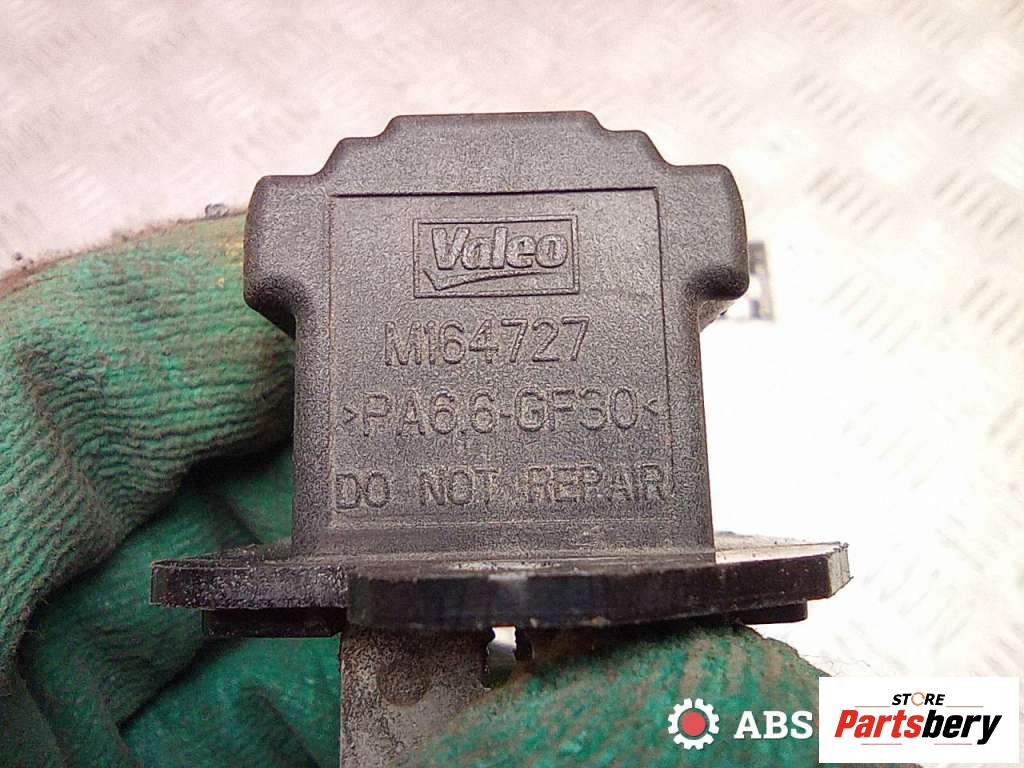 Valeo
M164727
>PA6.6-GF30<
DO NOT REPAIR
ABS
STORE
Partsbery